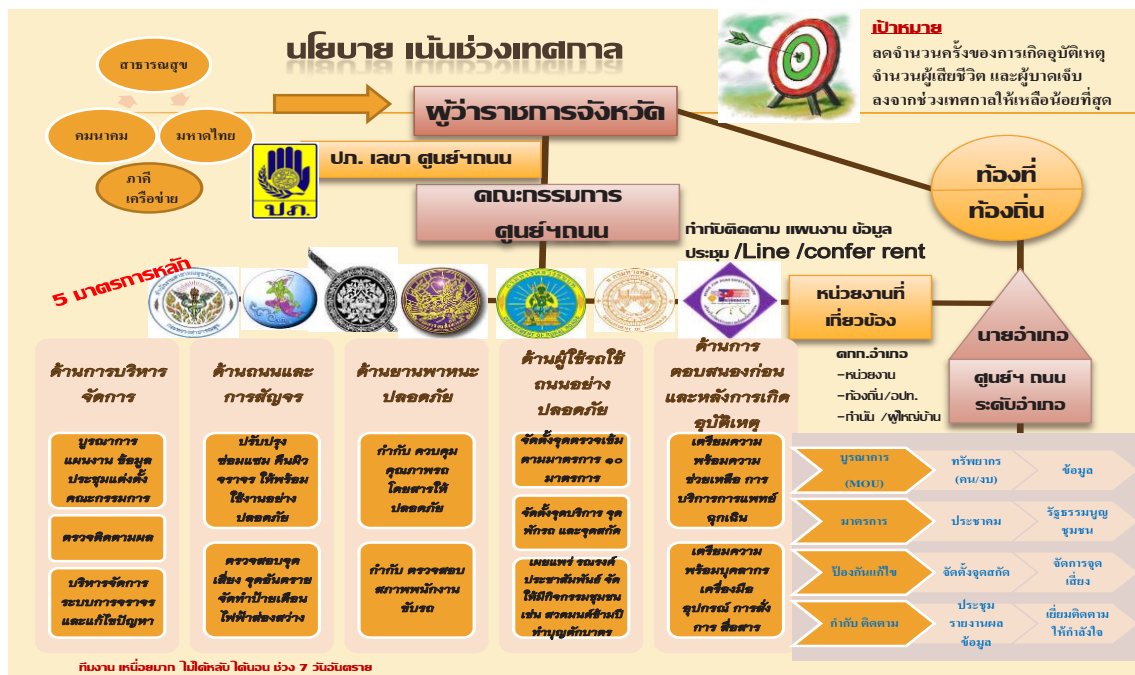 นโยบาย เน้นช่วงเทศกาล
เป้าหมาย
ลดจำนวนครั้งของการเกิดอุบัติเหตุ
จำนวนผู้เสียชีวิต และผู้บาดเจ็บ
ลงจากช่วงเทศกาลให้เหลือน้อยที่สุด
สาธารณสุข
คมนาคม
มหาดไทย
ภาคี
เครือข่าย
ผู้ว่าราชการจังหวัด
ปภ. เลขา ศูนย์ฯถนน
ปภ.
คณะกรรมการ
ศูนย์ฯถนน
ท้องที่
ท้องถิ่น
กำกับติดตาม แผนงาน ข้อมูล
ประชุม /Line /confer rent
5 มาตรการหลัก
หน่วยงานที่
เกี่ยวข้อง
นายอำเภอ
ศูนย์ฯ ถนน
ระดับอำเภอ
คกก.อำเภอ
-หน่วยงาน
-ท้องถิ่น/อปท.
-กำนัน /ผู้ใหญ่บ้าน
ด้านการบริหาร
จัดการ
บูรณาการ
แผนงาน ข้อมูล
ประชุมแต่งตั้ง
คณะกรรมการ
ตรวจติดตามผล
บริหารจัดการ
ระบบการจราจร
และแก้ไขปัญหา
ด้านถนนและ
การสัญจร
ปรับปรุง
ซ่อมแซม คืนผิว
จราจร ให้พร้อม
ใช้งานอย่าง
ปลอดภัย
ตรวจสอบจุด
เสี่ยง จุดอันตราย
จัดทำป้ายเตือน
ไฟฟ้าส่องสว่าง
ด้านยานพาหนะ
ปลอดภัย
กำกับ ควบคุม
คุณภาพรถ
โดยสารให้
ปลอดภัย
กำกับ ตรวจสอบ
สภาพพนักงาน
ขับรถ
ด้านผู้ใช้รถใช้
ถนนอย่าง
ปลอดภัย
จัดตั้งจุดตรวจเข้ม
ตามมาตรการ ๑๐
มาตรการ
จัดตั้งจุดบริการ จุด
พักรถ และจุดสกัด
เผยแพร่ รณรงค์
ประชาสัมพันธ์ จัด
ให้มีกิจกรรมชุมชน
เช่น สวดมนต์ข้ามปี
ทำบุญตักบาตร
ด้านการ
ตอบสนองก่อน
และหลังการเกิด
อุบัติเหตุ
เตรียมความ
พร้อมความ
ช่วยเหลือ การ
บริการการแพทย์
ฉุกเฉิน
เตรียมความ
พร้อมบุคลากร
เครื่องมือ
อุปกรณ์ การสั่ง
การ สื่อสาร
บูรณาการ
(MOU)
ทรัพยากร
(คน/งบ)
ข้อมูล
มาตรการ
ประชาคม
รัฐธรรมนูญ
ชุมชน
ป้องกันแก้ไข
จัดตั้งจุดสกัด
จัดการจุด
เสี่ยง
กำกับ ติดตาม
ประชุม
รายงานผล
ข้อมูล
เยี่ยมติดตาม
ให้กำลังใจ
ทีมงาน เหนื่อยมาก ไม่ได้หลับ ได้นอน ช่วง 7 วันอันตราย